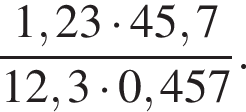 1,23 · 45,7
12,3 · 0,457.